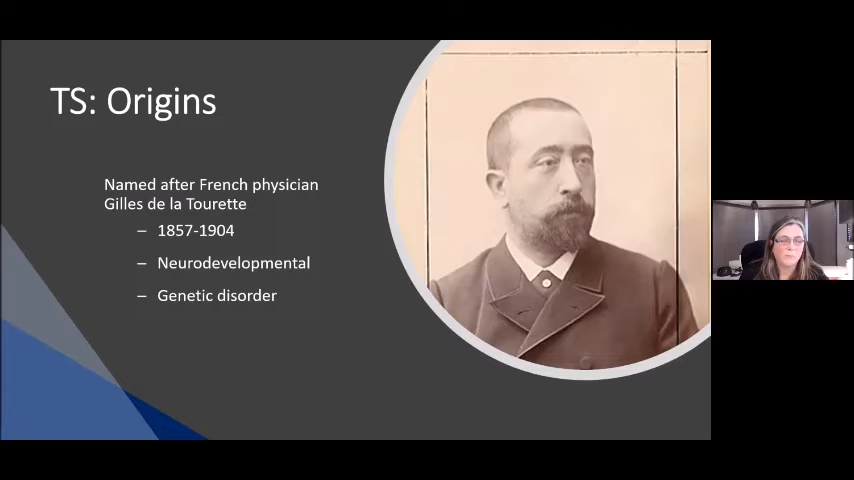 TS: Origins
Named after French physician
Gilles de la Tourette
– 1857-1904
– Neurodevelopmental
– Genetic disorder